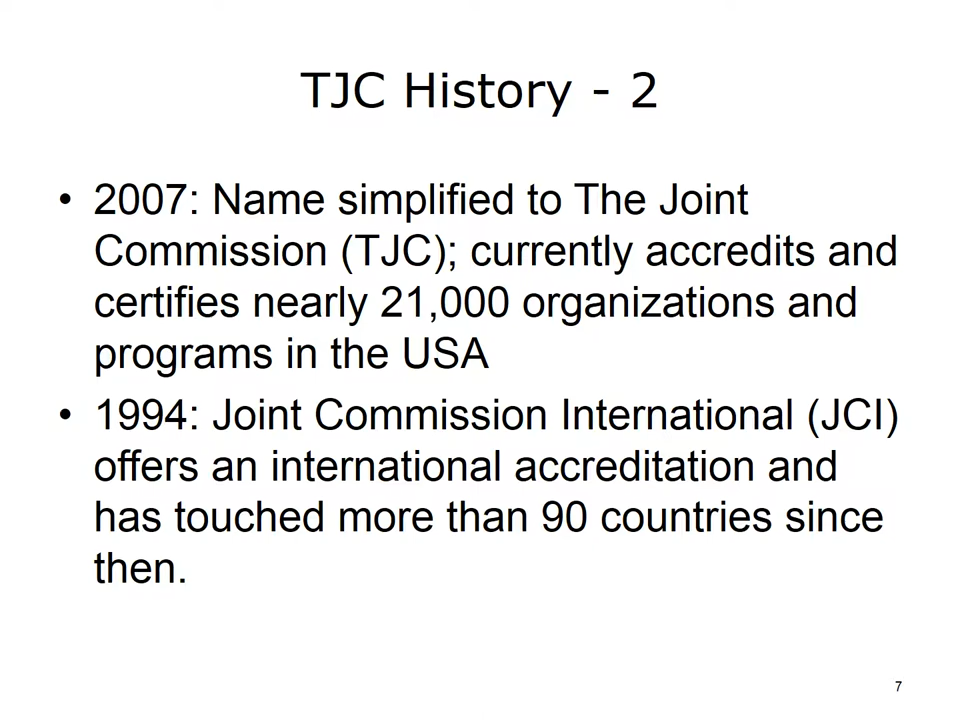 TJC History - 2
• 2007: Name simplified to The Joint
Commission (TJC); currently accredits and
certifies nearly 21,000 organizations and
programs in the USA
• 1994: Joint Commission International (JCI)
offers an international accreditation and
has touched more than 90 countries since
then.
7